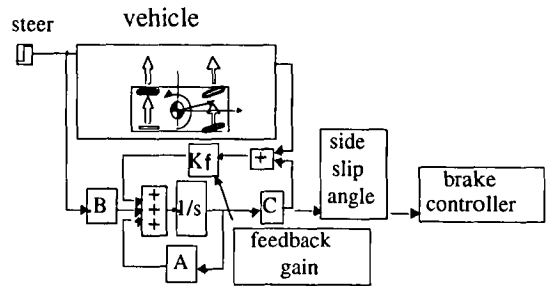 vehicle
steer
Kf
+
side
slip
angle
brake
controller
B
+
+
+
1/s
C
feedback
gain
A